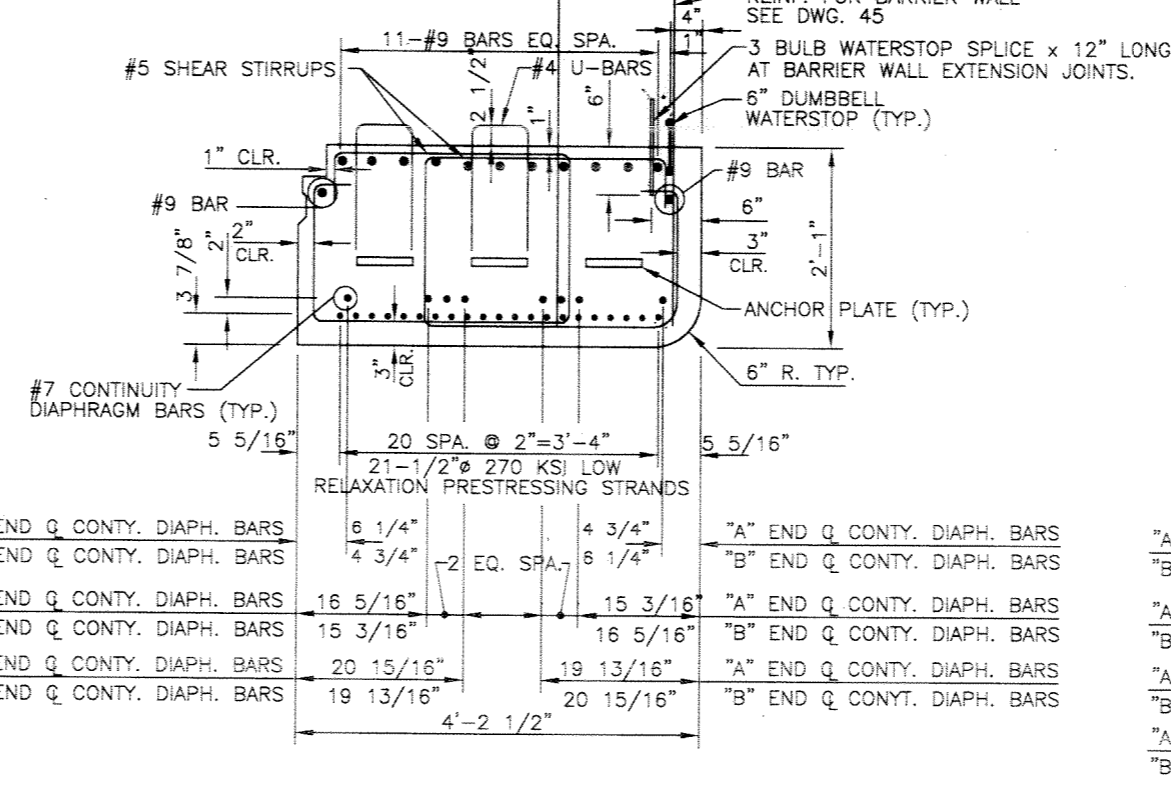 REINF. FOR BARRIER WALL
SEE DWG. 45
4"
1"
11-#9 BARS EQ. SPA.
3 BULB WATERSTOP SPLICE x 12" LONG
AT BARRIER WALL EXTENSION JOINTS.
#5 SHEAR STIRRUPS
2 1/2"
#4 U-BARS
1"
6"
6" DUMBBELL
WATERSTOP (TYP.)
1" CLR.
#9 BAR
#9 BAR
6"
2"
CLR.
3"
CLR.
2'-1"
3 7/8"
2"
ANCHOR PLATE (TYP.)
3"
CLR.
6" R. TYP.
#7 CONTINUITY
DIAPHRAGM BARS (TYP.)
5 5/16"
20 SPA. @ 2"=3'-4"
5 5/16"
21-1/2"ø 270 KSI LOW
RELAXATION PRESTRESSING STRANDS
END ℄ CONTY. DIAPH. BARS 6 1/4" 4 3/4" "A" END ℄ CONTY. DIAPH. BARS "A
END ℄ CONTY. DIAPH. BARS 4 3/4" 2 EQ. SPA. 6 1/4" "B" END ℄ CONTY. DIAPH. BARS "B
END ℄ CONTY. DIAPH. BARS 16 5/16" 15 3/16" "A" END ℄ CONTY. DIAPH. BARS "A
END ℄ CONTY. DIAPH. BARS 15 3/16" 16 5/16" "B" END ℄ CONTY. DIAPH. BARS "B
END ℄ CONTY. DIAPH. BARS 20 15/16" 19 13/16" "A" END ℄ CONTY. DIAPH. BARS "A
END ℄ CONTY. DIAPH. BARS 19 13/16" 20 15/16" "B" END ℄ CONYT. DIAPH. BARS "B
4'-2 1/2"
"A
"B